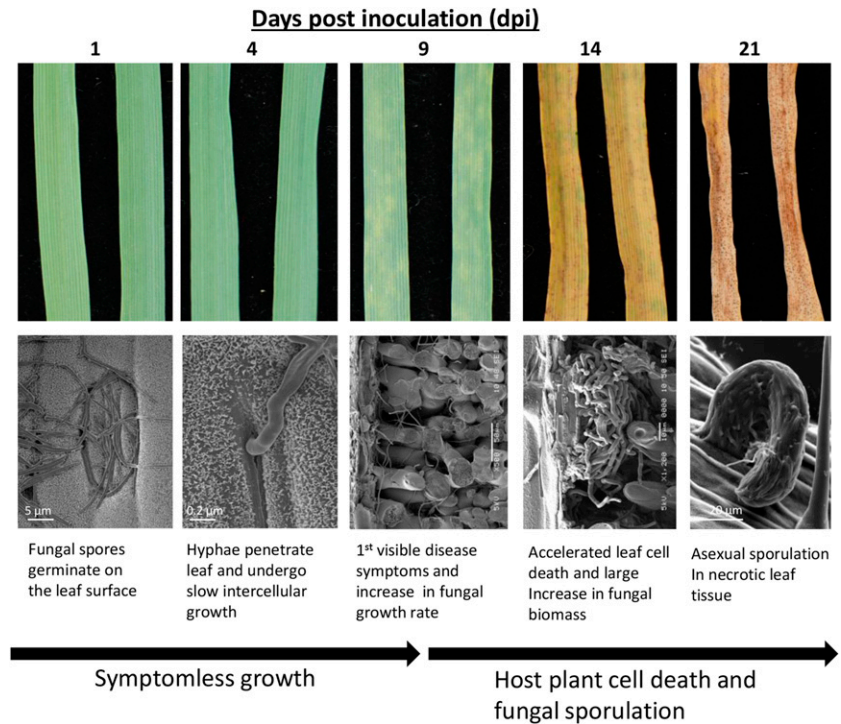 Days post inoculation (dpi)
1 4 9 14 21
5 µm
0.2 µm
20 µm
Fungal spores
germinate on
the leaf surface
Hyphae penetrate
leaf and undergo
slow intercellular
growth
1st visible disease
symptoms and
increase in fungal
growth rate
Accelerated leaf cell
death and large
Increase in fungal
biomass
Asexual sporulation
In necrotic leaf
tissue
Symptomless growth
Host plant cell death and
fungal sporulation